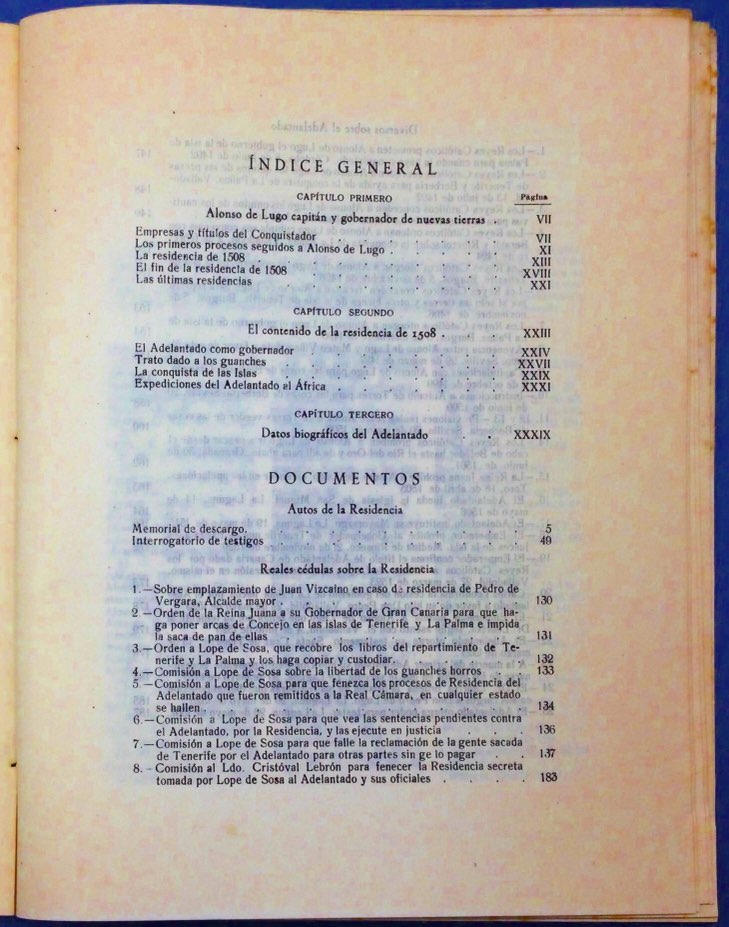 ÍNDICE GENERAL
CAPÍTULO PRIMERO
Página
Alonso de Lugo capitán y gobernador de nuevas tierras . VII
Empresas y títulos del Conquistador . . . . . . VII
Los primeros procesos seguidos a Alonso de Lugo . . . . XI
La residencia de 1508 . . . . . . . XIII
El fin de la residencia de 1508 . . . . . . XVIII
Las últimas residencias . . . . . . XXI
CAPÍTULO SEGUNDO
El contenido de la residencia de 1508 . . . XXIII
El Adelantado como gobernador . . . . . . XXIV
Trato dado a los guanches . . . . . . XXVII
La conquista de las Islas . . . . . . XXIX
Expediciones del Adelantado al África . . . . . XXXI
CAPÍTULO TERCERO
Datos biográficos del Adelantado . . XXXIX
DOCUMENTOS
Autos de la Residencia
Memorial de descargo. . . . . . . . 5
Interrogatorio de testigos . . . . . . . 49
Reales cédulas sobre la Residencia
1.—Sobre emplazamiento de Juan Vizcaino en caso de residencia de Pedro de
Vergara, Alcalde mayor . . . . . . . 130
2 —Orden de la Reina Juana a su Gobernador de Gran Canaria para que ha-
ga poner arcas de Concejo en las islas de Tenerife y La Palma e impida
la saca de pan de ellas . . . . . . . 131
3.—Orden a Lope de Sosa, que recobre los libros del repartimiento de Te-
nerife y La Palma y los haga copiar y custodiar. . . . . 132
4.—Comisión a Lope de Sosa sobre la libertad de los guanches horros . . 133
5.—Comisión a Lope de Sosa para que fenezca los procesos de Residencia del
Adelantado que fueron remitidos a la Real Cámara, en cualquier estado
se hallen . . . . . . . . . 134
6.—Comisión a Lope de Sosa para que vea las sentencias pendientes contra
el Adelantado, por la Residencia, y las ejecute en justicia . . . 136
7.—Comisión a Lope de Sosa para que falle la reclamación de la gente sacada
de Tenerife por el Adelantado para otras partes sin ge lo pagar . . 137
8. - Comisión al Ldo. Cristóval Lebrón para fenecer la Residencia secreta
tomada por Lope de Sosa al Adelantado y sus oficiales . . . . 183